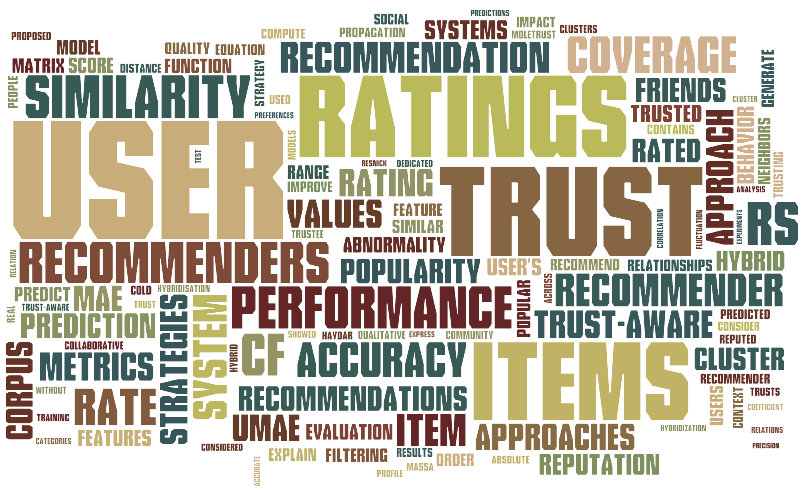 PROPOSED
SOCIAL
PREDICTIONS
MODEL
QUALITY
EQUATION
COMPUTE
PROPAGATION
SYSTEMS
IMPACT
MOLETRUST
CLUSTERS
MATRIX
SCORE
DISTANCE
FUNCTION
STRATEGY
RECOMMENDATION
COVERAGE
GENERATE
PEOPLE
SIMILARITY
USED
PREFERENCES
RATINGS
FRIENDS
CLUSTER
TRUSTED
CONTAINS
RATED
APPROACH
BEHAVIOR
NEIGHBORS
TRUSTING
USER
TEST
MODELS
RESNICK
DEDICATED
RANGE
IMPROVE
RATING
TRUST
CORRELATION
FLUCTUATION
ANALYSIS
EXPERIMENTS
RS
VALUES
FEATURE
SIMILAR
TRUSTEE
ABNORMALITY
RELATION
RECOMMENDERS
POPULARITY
USER'S
RECOMMEND
RELATIONSHIPS
HYBRID
PREDICT
MAE
COLD
HYBRIDISATION
TRUST
TRUST-AWARE
REAL
PREDICTION
STRATEGIES
SYSTEM
PERFORMANCE
POPULAR
ACROSS
RECOMMENDER
TRUST-AWARE
PREDICTED
CONSIDER
REPUTED
COLLABORATIVE
HYBRID
SHOWED
HAYDAR
QUALITATIVE
EXPRESS
COMMUNITY
CORPUS
METRICS
CF
ACCURACY
ITEMS
CLUSTER
RECOMMENDER
WITHOUT
RATE
RECOMMENDATIONS
USERS
CONTEXT
TRUSTS
COEFFICIENT
TRAINING
UMAE
EVALUATION
ITEM
APPROACHES
HYBRIDIZATION
RELATIONS
CATEGORIES
FEATURES
CONSIDERED
PRECISION
ACCURATE
EXPLAIN
FILTERING
RESULTS
ORDER
ABSOLUTE
REPUTATION
PROFILE
MASSA